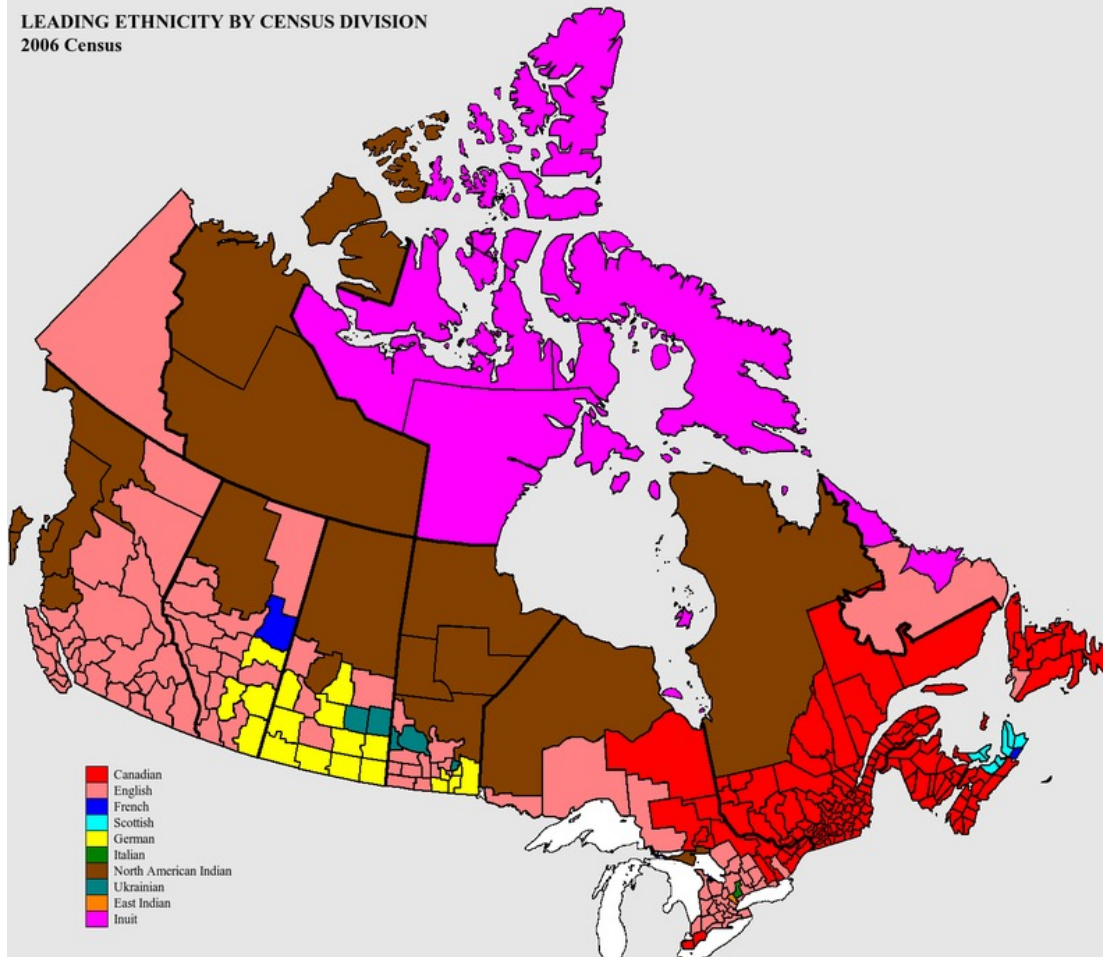 LEADING ETHNICITY BY CENSUS DIVISION
2006 Census
Canadian
English
French
Scottish
German
Italian
North American Indian
Ukrainian
East Indian
Inuit